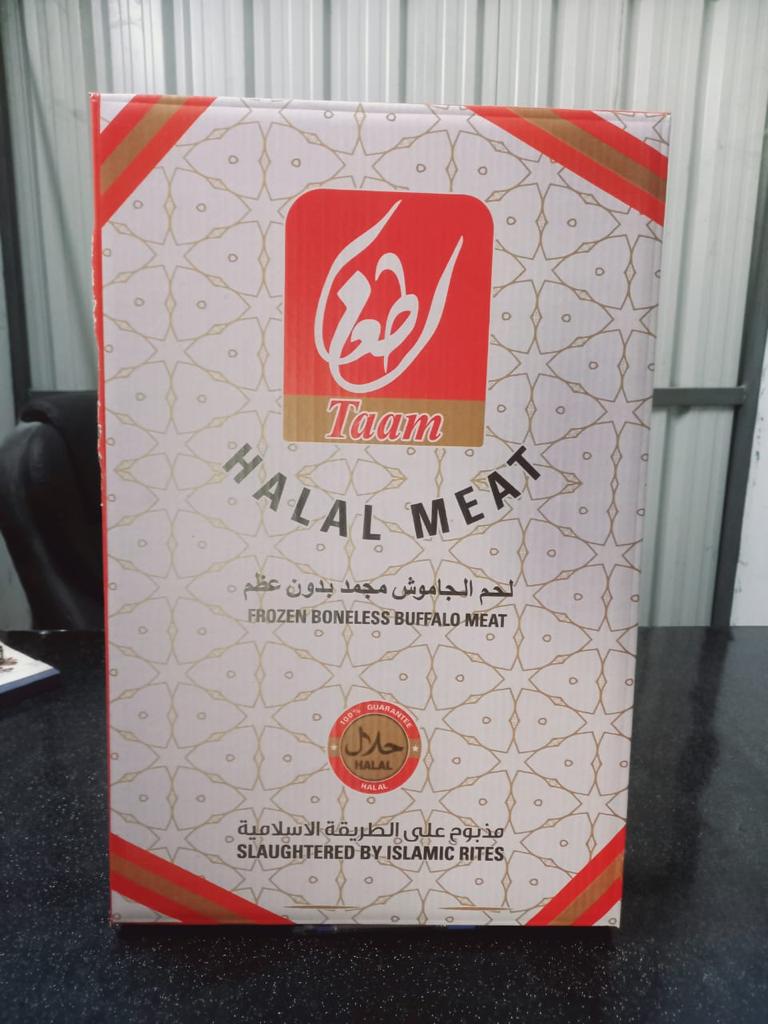 طعام
Taam
HALAL MEAT
لحم الجاموش مجمد بدون عظم
FROZEN BONELESS BUFFALO MEAT
100% GUARANTEE
حلال
HALAL
HALAL
مذبوح على الطريقة الاسلامية
SLAUGHTERED BY ISLAMIC RITES